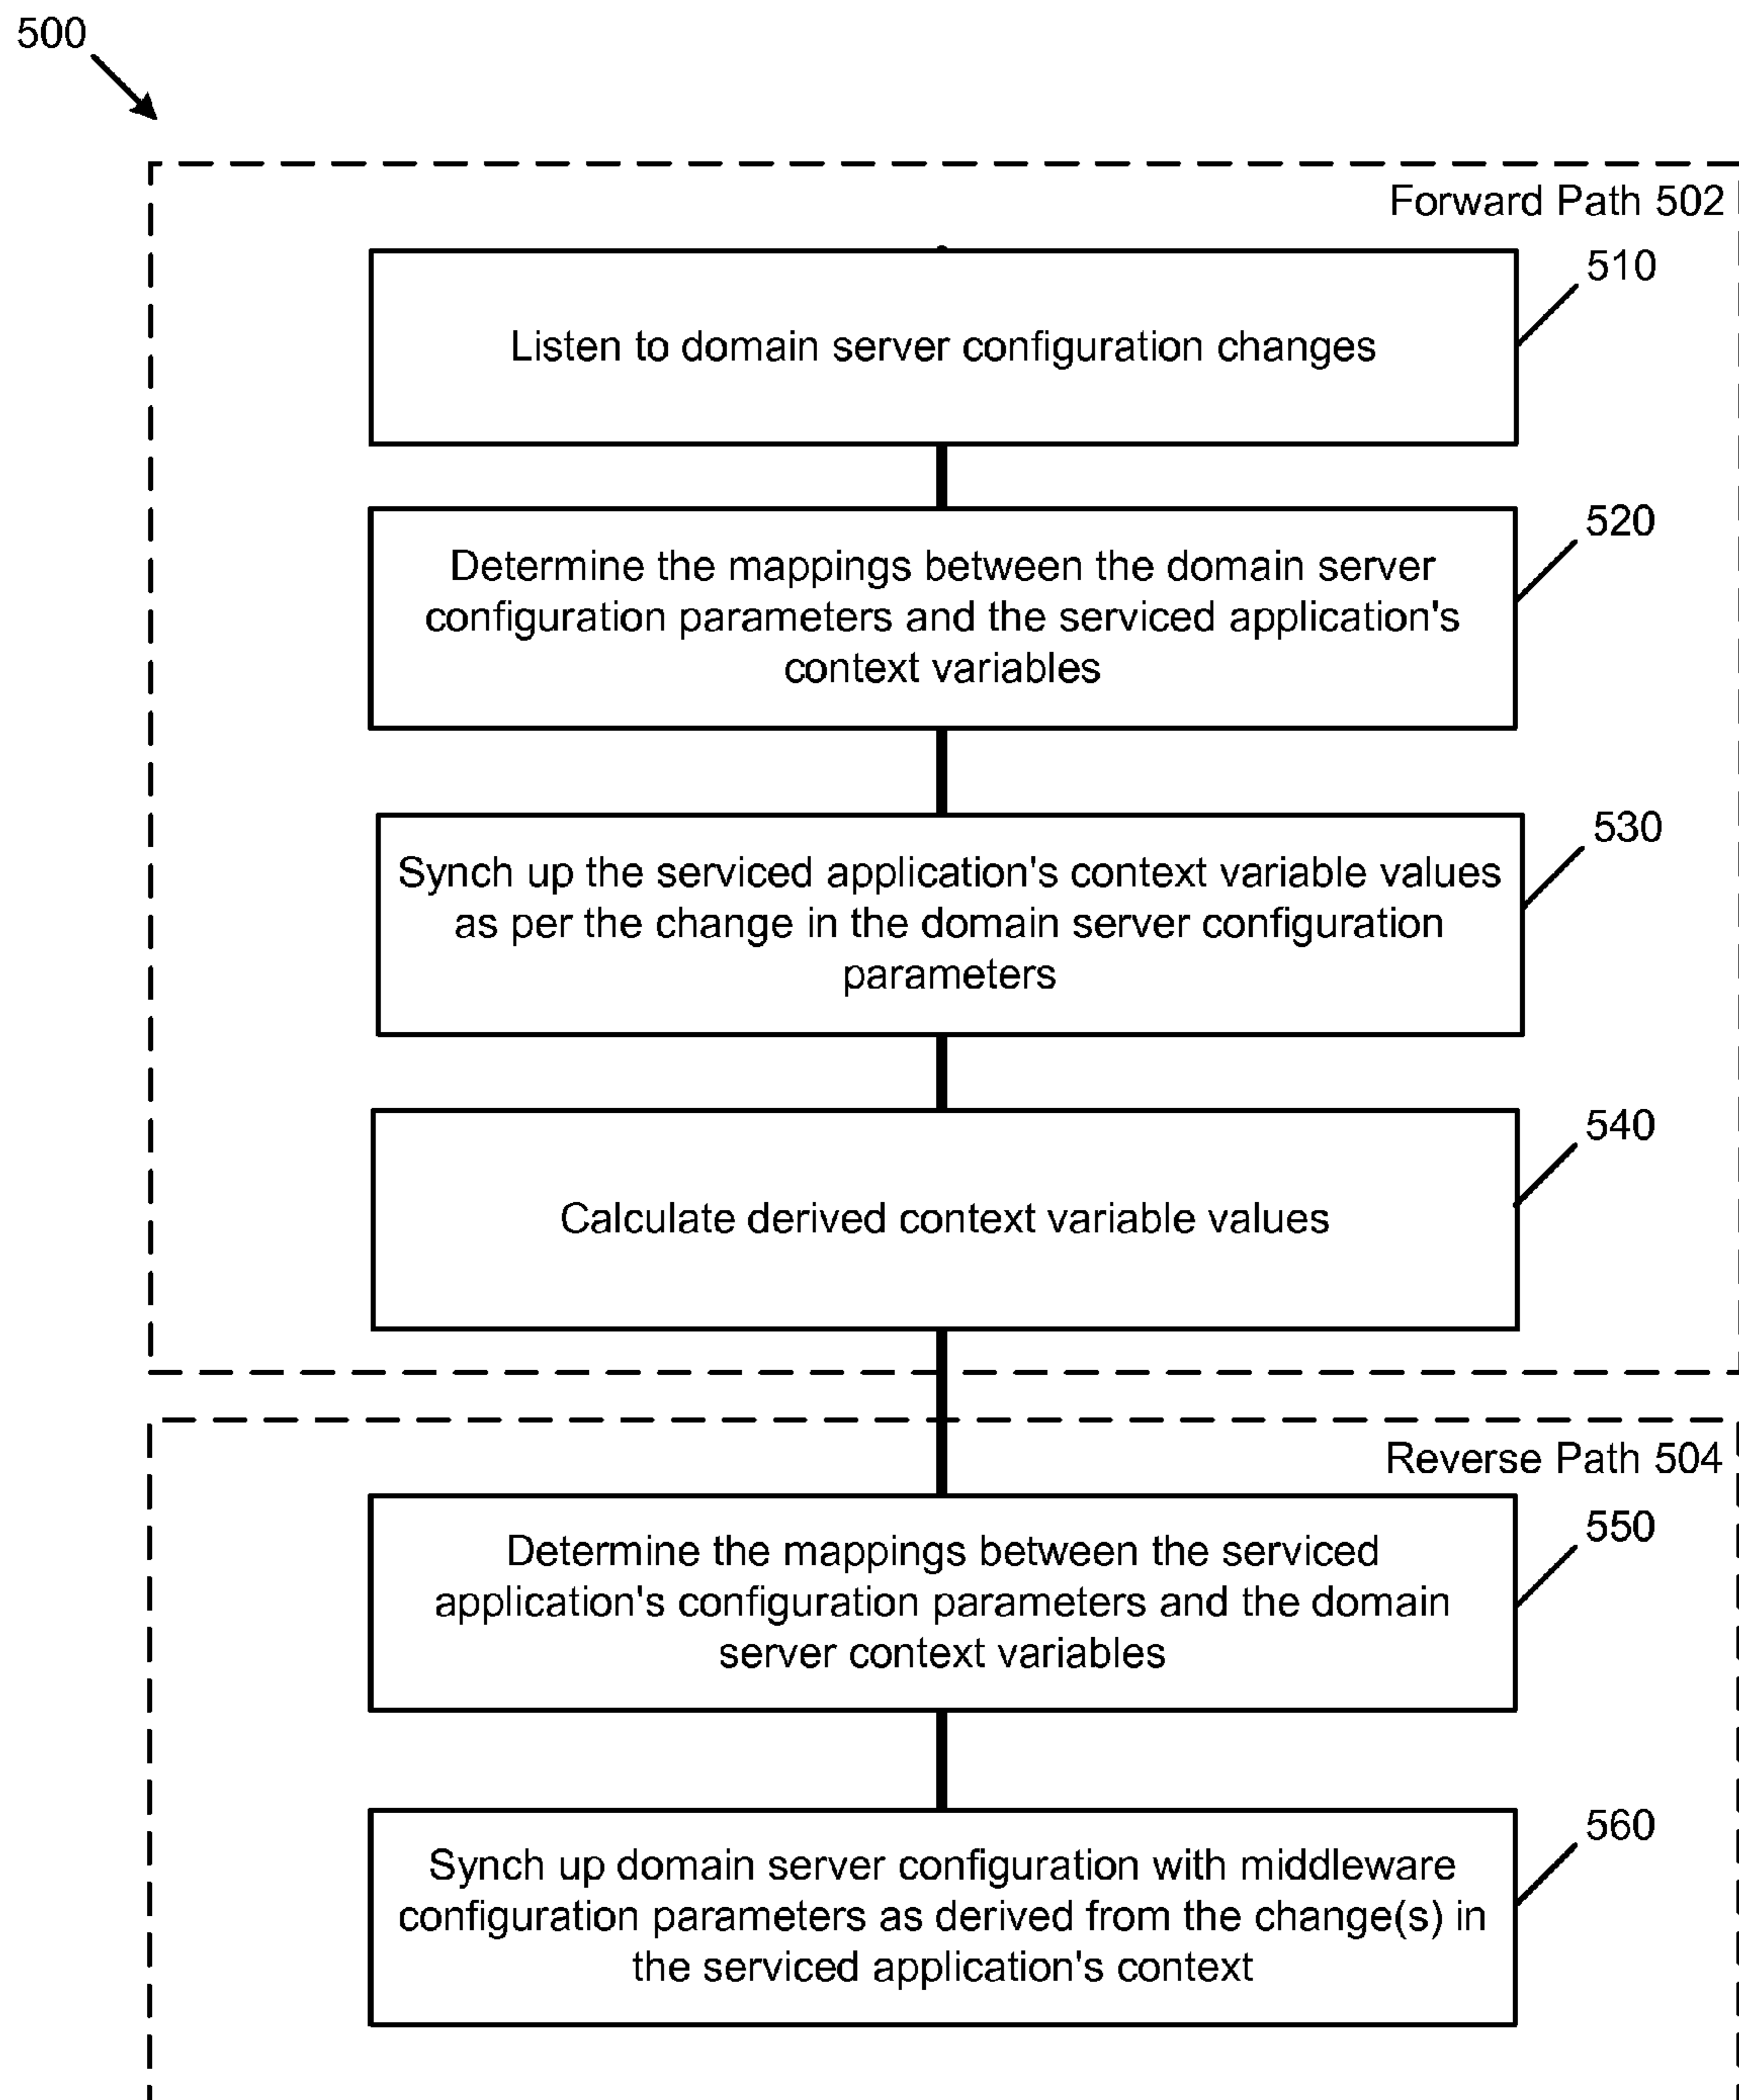 500
Forward Path 502
510
Listen to domain server configuration changes
520
Determine the mappings between the domain server
configuration parameters and the serviced application's
context variables
530
Synch up the serviced application's context variable values
as per the change in the domain server configuration
parameters
540
Calculate derived context variable values
Reverse Path 504
550
Determine the mappings between the serviced
application's configuration parameters and the domain
server context variables
560
Synch up domain server configuration with middleware
configuration parameters as derived from the change(s) in
the serviced application's context